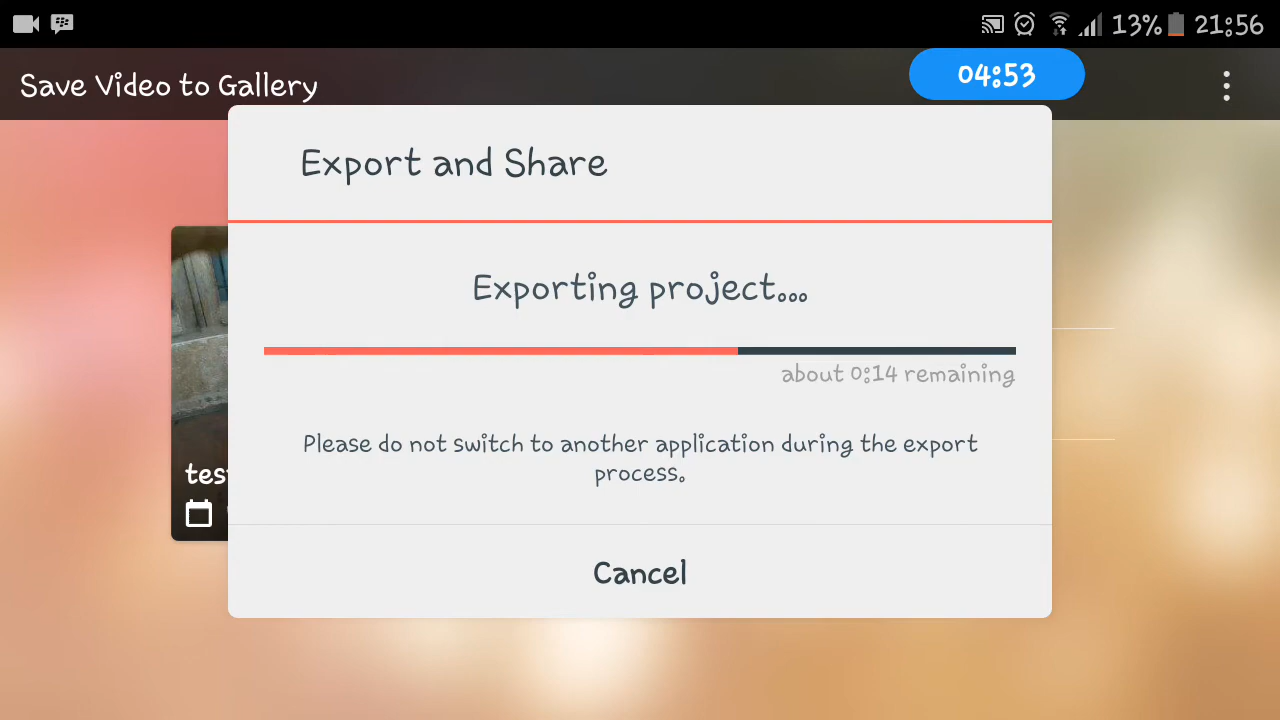 13% 21:56
Save Video to Gallery
04:53
Export and Share
Exporting project...
about 0:14 remaining
Please do not switch to another application during the export
process.
tes
Cancel